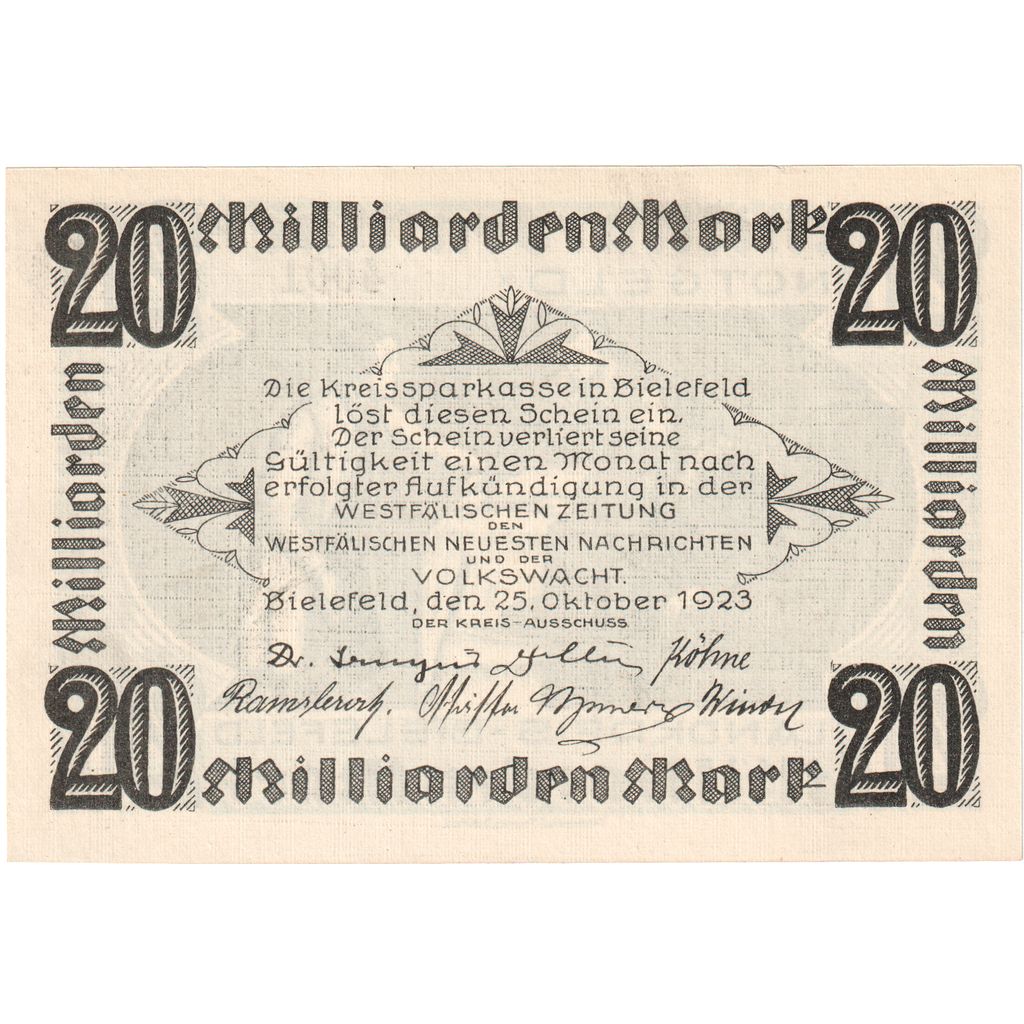 20 Milliarden Mark 20
Milliarden
Milliarden
Die Kreissparkasse in Bielefeld
löst diesen Schein ein.
Der Schein verliert seine
Gültigkeit einen Monat nach
erfolgter Aufkündigung in der
WESTFÄLISCHEN ZEITUNG
DEN
WESTFÄLISCHEN NEUESTEN NACHRICHTEN
UND DER
VOLKSWACHT.
Bielefeld, den 25. Oktober 1923
DER KREIS-AUSSCHUSS
Dr. Köhne
20 Milliarden Mark 20